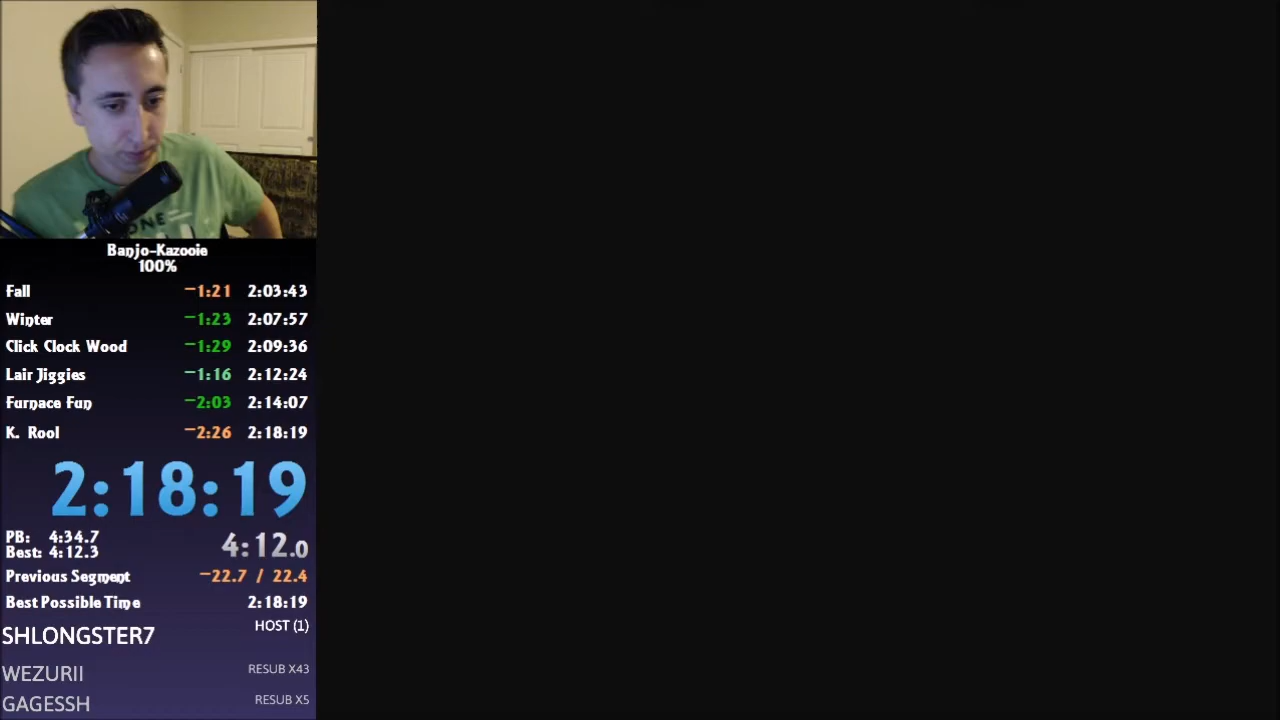 Banjo-Kazooie
100%
Fall −1:21 2:03:43
Winter −1:23 2:07:57
Click Clock Wood −1:29 2:09:36
Lair Jiggies −1:16 2:12:24
Furnace Fun −2:03 2:14:07
K. Rool −2:26 2:18:19
2:18:19
PB: 4:34.7
Best: 4:12.3
4:12.0
Previous Segment −22.7 / 22.4
Best Possible Time 2:18:19
SHLONGSTER7 HOST (1)
WEZURII RESUB X43
GAGESSH RESUB X5